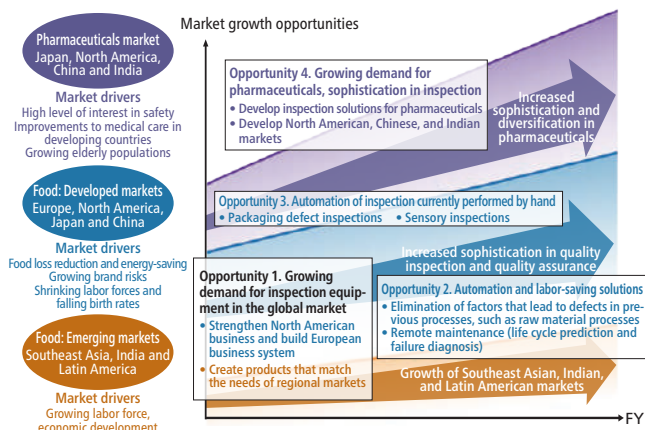 Market growth opportunities
Pharmaceuticals market
Japan, North America,
China and India
Market drivers
High level of interest in safety
Improvements to medical care in
developing countries
Growing elderly populations
Food: Developed markets
Europe, North America,
Japan and China
Market drivers
Food loss reduction and energy-saving
Growing brand risks
Shrinking labor forces and
falling birth rates
Food: Emerging markets
Southeast Asia, India and
Latin America
Market drivers
Growing labor force,
economic development
Opportunity 4. Growing demand for
pharmaceuticals, sophistication in inspection
• Develop inspection solutions for pharmaceuticals
• Develop North American, Chinese, and Indian
markets
Increased
sophistication and
diversification in
pharmaceuticals
Opportunity 3. Automation of inspection currently performed by hand
• Packaging defect inspections • Sensory inspections
Increased sophistication in quality
inspection and quality assurance
Opportunity 1. Growing
demand for inspection equip-
ment in the global market
• Strengthen North American
business and build European
business system
• Create products that match
the needs of regional markets
Opportunity 2. Automation and labor-saving solutions
• Elimination of factors that lead to defects in pre-
vious processes, such as raw material processes
• Remote maintenance (life cycle prediction and
failure diagnosis)
Growth of Southeast Asian, Indian,
and Latin American markets
FY